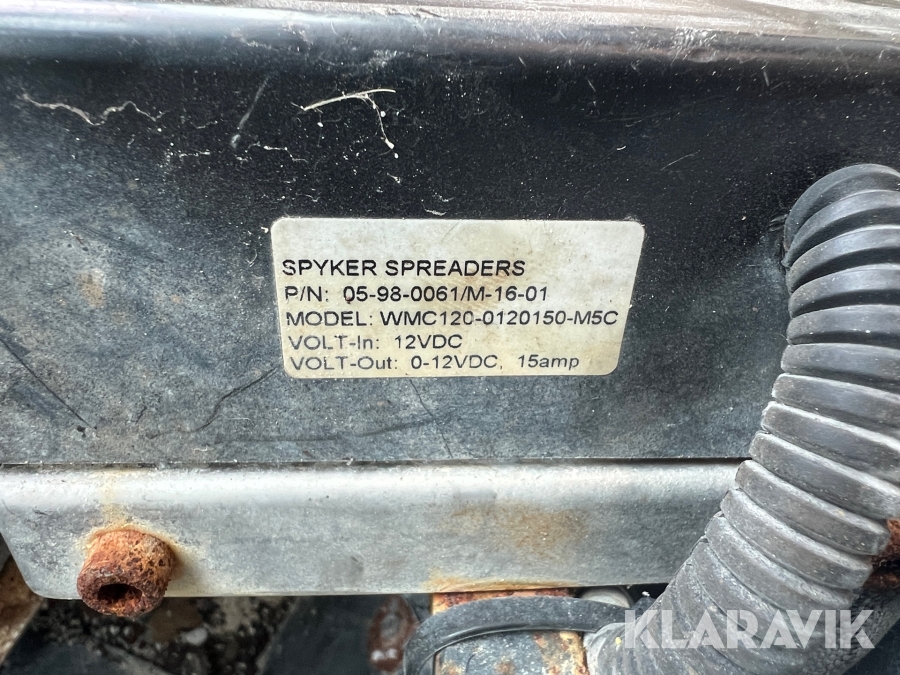 SPYKER SPREADERS
P/N: 05-98-0061/M-16-01
MODEL: WMC120-0120150-M5C
VOLT-In: 12VDC
VOLT-Out: 0-12VDC, 15amp
KLARAVIK